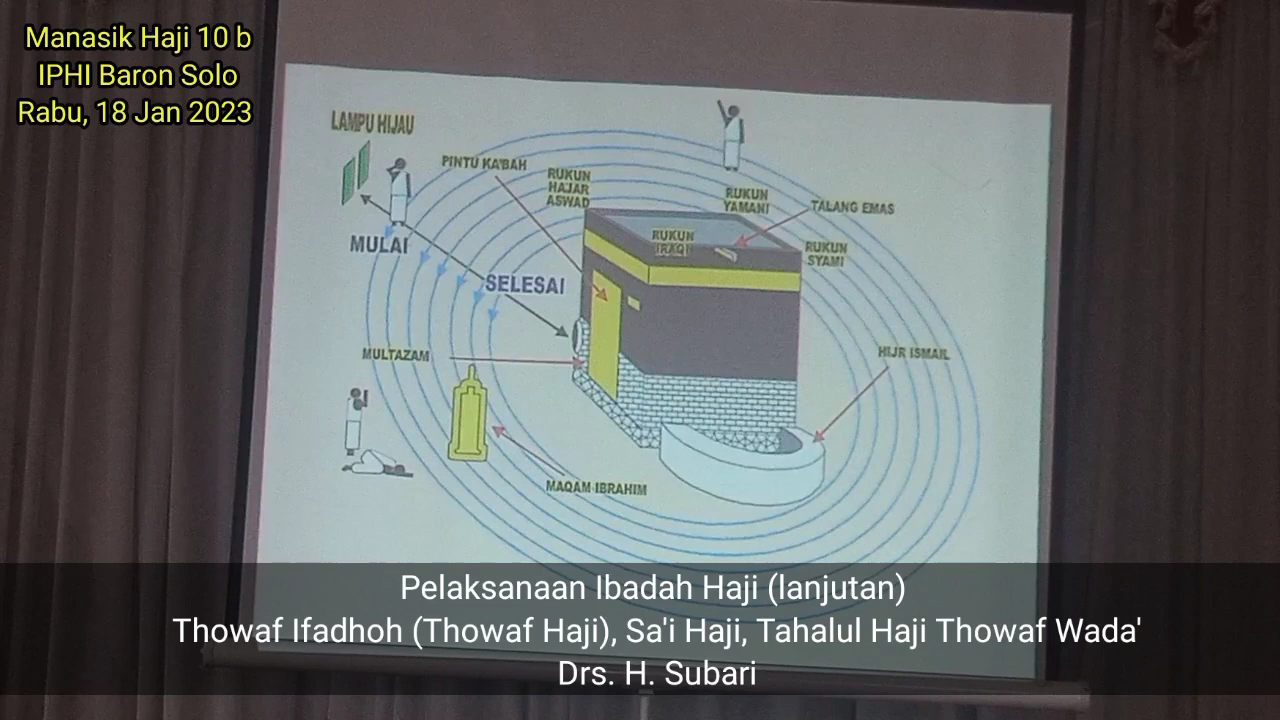 Manasik Haji 10 b
IPHI Baron Solo
Rabu, 18 Jan 2023
LAMPU HIJAU
PINTU KA'BAH
RUKUN
HAJAR
ASWAD
RUKUN
YAMANI
TALANG EMAS
RUKUN
IRAQI
RUKUN
SYAMI
MULAI
SELESAI
MULTAZAM
HIJR ISMAIL
MAQAM IBRAHIM
Pelaksanaan Ibadah Haji (lanjutan)
Thowaf Ifadhoh (Thowaf Haji), Sa'i Haji, Tahalul Haji Thowaf Wada'
Drs. H. Subari